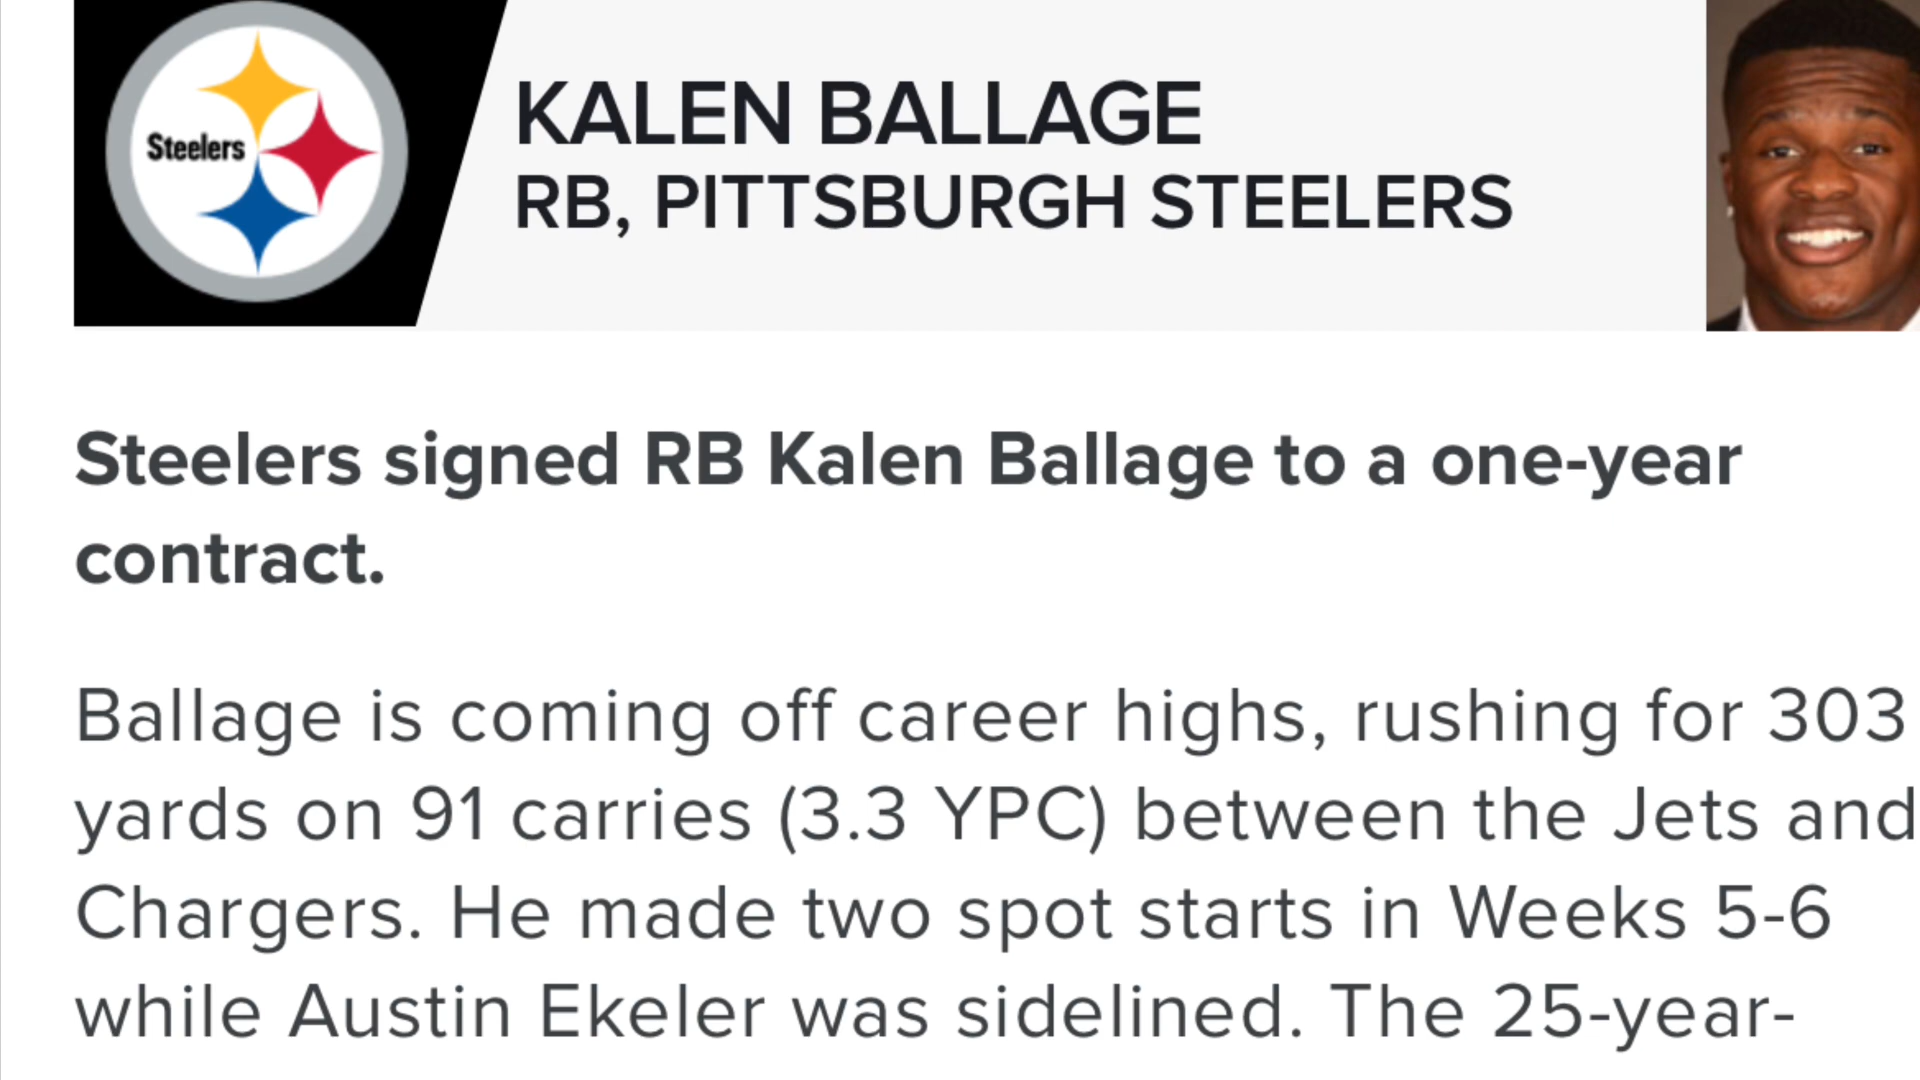 Steelers
KALEN BALLAGE
RB, PITTSBURGH STEELERS
Steelers signed RB Kalen Ballage to a one-year
contract.
Ballage is coming off career highs, rushing for 303
yards on 91 carries (3.3 YPC) between the Jets and
Chargers. He made two spot starts in Weeks 5-6
while Austin Ekeler was sidelined. The 25-year-